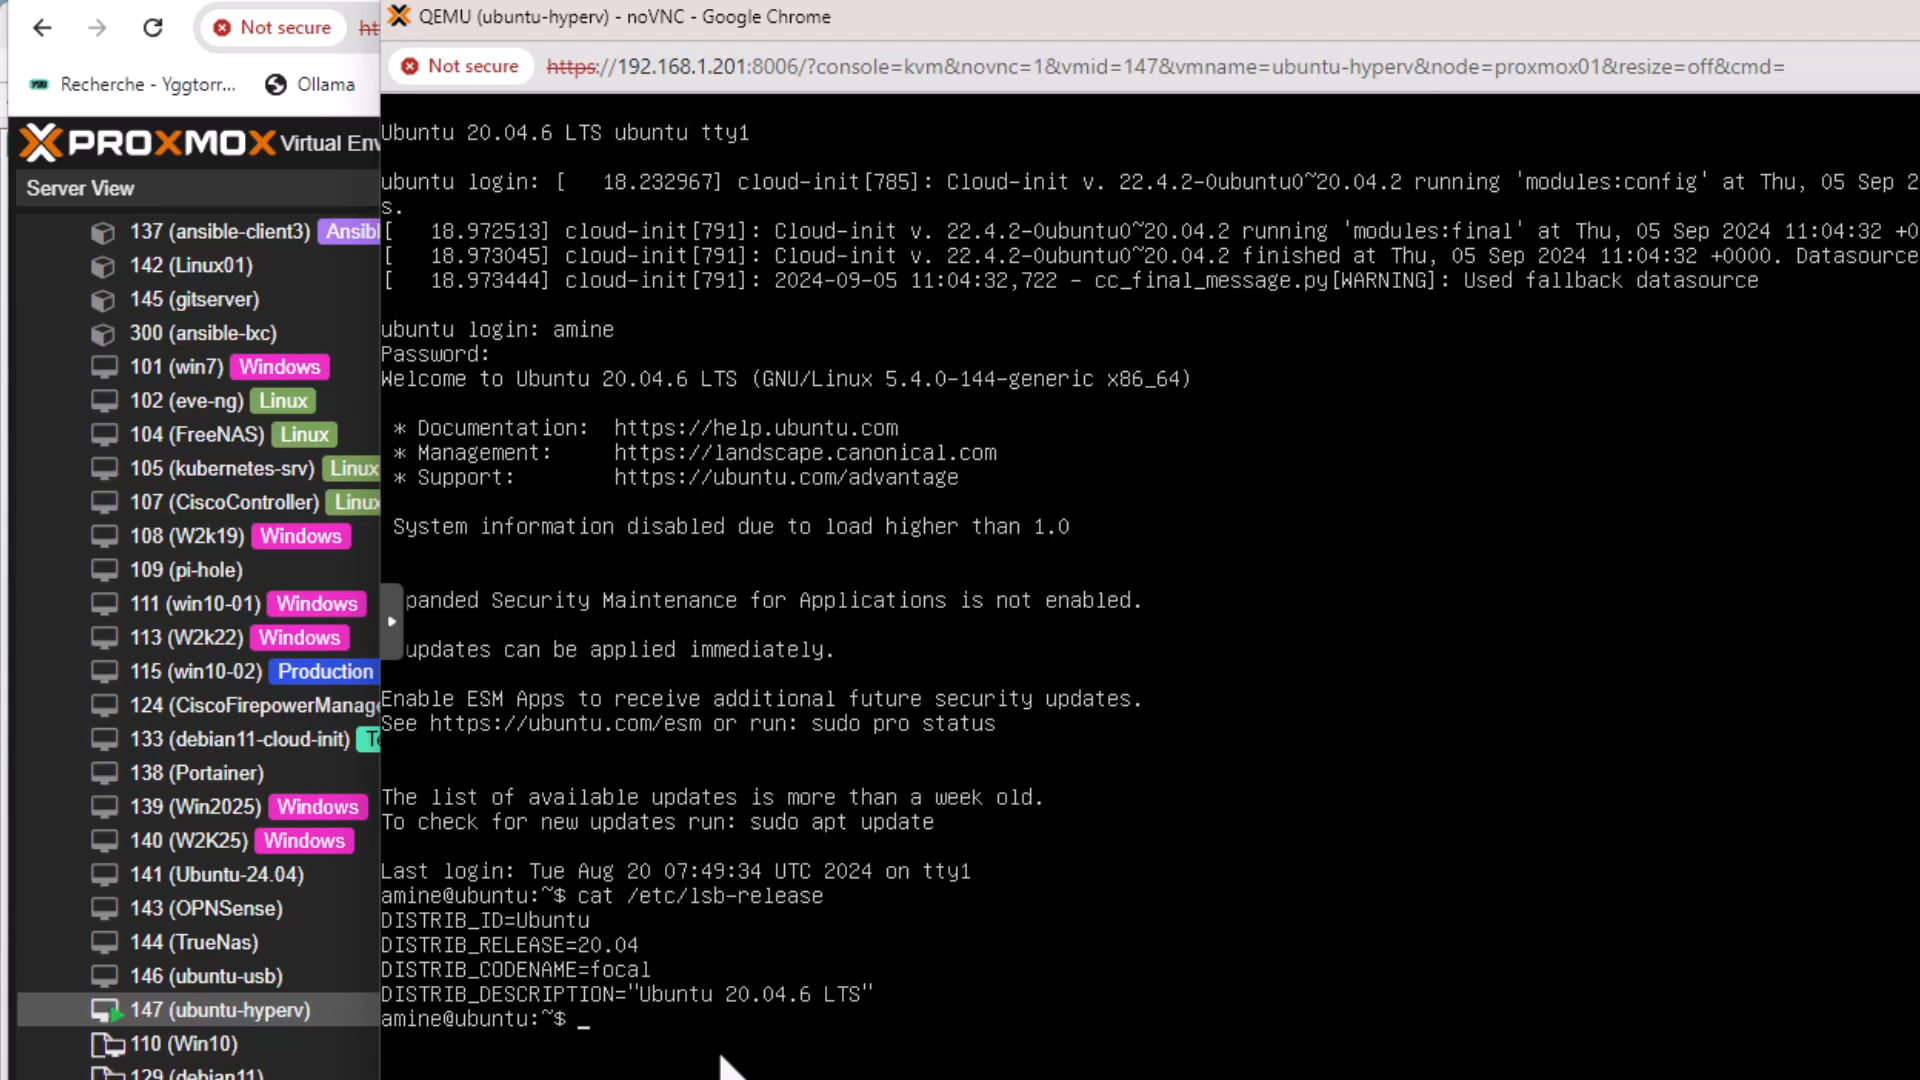 QEMU (ubuntu-hyperv) - noVNC - Google Chrome
Not secure
Not secure https://192.168.1.201:8006/?console=kvm&novnc=1&vmid=147&vmname=ubuntu-hyperv&node=proxmox01&resize=off&cmd=
Recherche - Yggtorr...
Ollama
PROXMOX Virtual Env
Server View
137 (ansible-client3) Ansibl
142 (Linux01)
145 (gitserver)
300 (ansible-lxc)
101 (win7) Windows
102 (eve-ng) Linux
104 (FreeNAS) Linux
105 (kubernetes-srv) Linux
107 (CiscoController) Linux
108 (W2k19) Windows
109 (pi-hole)
111 (win10-01) Windows
113 (W2k22) Windows
115 (win10-02) Production
124 (CiscoFirepowerManage
133 (debian11-cloud-init) Te
138 (Portainer)
139 (Win2025) Windows
140 (W2K25) Windows
141 (Ubuntu-24.04)
143 (OPNSense)
144 (TrueNas)
146 (ubuntu-usb)
147 (ubuntu-hyperv)
110 (Win10)
129 (debian11)
Ubuntu 20.04.6 LTS ubuntu tty1
ubuntu login: [   18.232967] cloud-init[785]: Cloud-init v. 22.4.2-0ubuntu0~20.04.2 running 'modules:config' at Thu, 05 Sep 2
s.
[   18.972513] cloud-init[791]: Cloud-init v. 22.4.2-0ubuntu0~20.04.2 running 'modules:final' at Thu, 05 Sep 2024 11:04:32 +0
[   18.973045] cloud-init[791]: Cloud-init v. 22.4.2-0ubuntu0~20.04.2 finished at Thu, 05 Sep 2024 11:04:32 +0000. Datasource
[   18.973444] cloud-init[791]: 2024-09-05 11:04:32,722 - cc_final_message.py[WARNING]: Used fallback datasource
ubuntu login: amine
Password:
Welcome to Ubuntu 20.04.6 LTS (GNU/Linux 5.4.0-144-generic x86_64)
* Documentation:  https://help.ubuntu.com
* Management:     https://landscape.canonical.com
* Support:        https://ubuntu.com/advantage
System information disabled due to load higher than 1.0
panded Security Maintenance for Applications is not enabled.
updates can be applied immediately.
Enable ESM Apps to receive additional future security updates.
See https://ubuntu.com/esm or run: sudo pro status
The list of available updates is more than a week old.
To check for new updates run: sudo apt update
Last login: Tue Aug 20 07:49:34 UTC 2024 on tty1
amine@ubuntu:~$ cat /etc/lsb-release
DISTRIB_ID=Ubuntu
DISTRIB_RELEASE=20.04
DISTRIB_CODENAME=focal
DISTRIB_DESCRIPTION="Ubuntu 20.04.6 LTS"
amine@ubuntu:~$ _